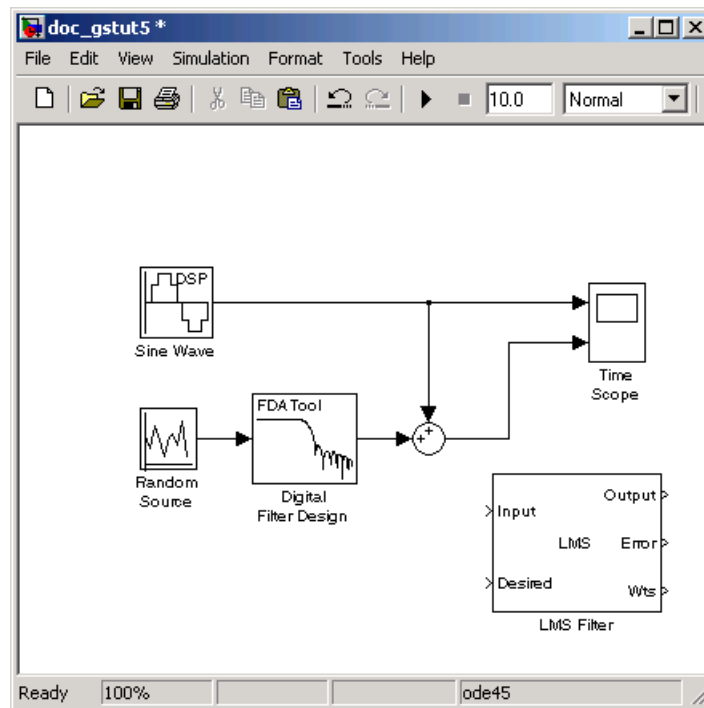 doc_gstut5 *
File Edit View Simulation Format Tools Help
10.0 Normal
DSP
Sine Wave
Time
Scope
FDATool
Random
Source
Digital
Filter Design
Output
Input
LMS Error
Desired
Wts
LMS Filter
Ready 100% ode45